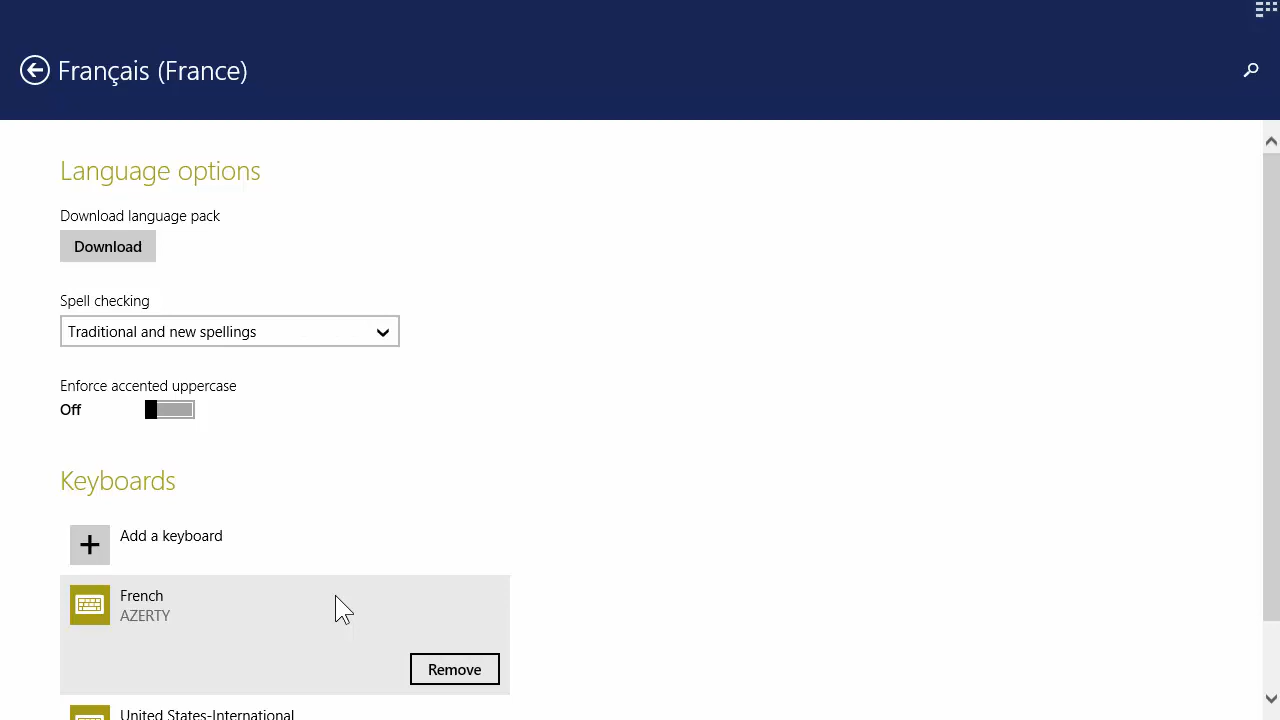 Français (France)
Language options
Download language pack
Download
Spell checking
Traditional and new spellings
Enforce accented uppercase
Off
Keyboards
Add a keyboard
French
AZERTY
Remove
United States-International